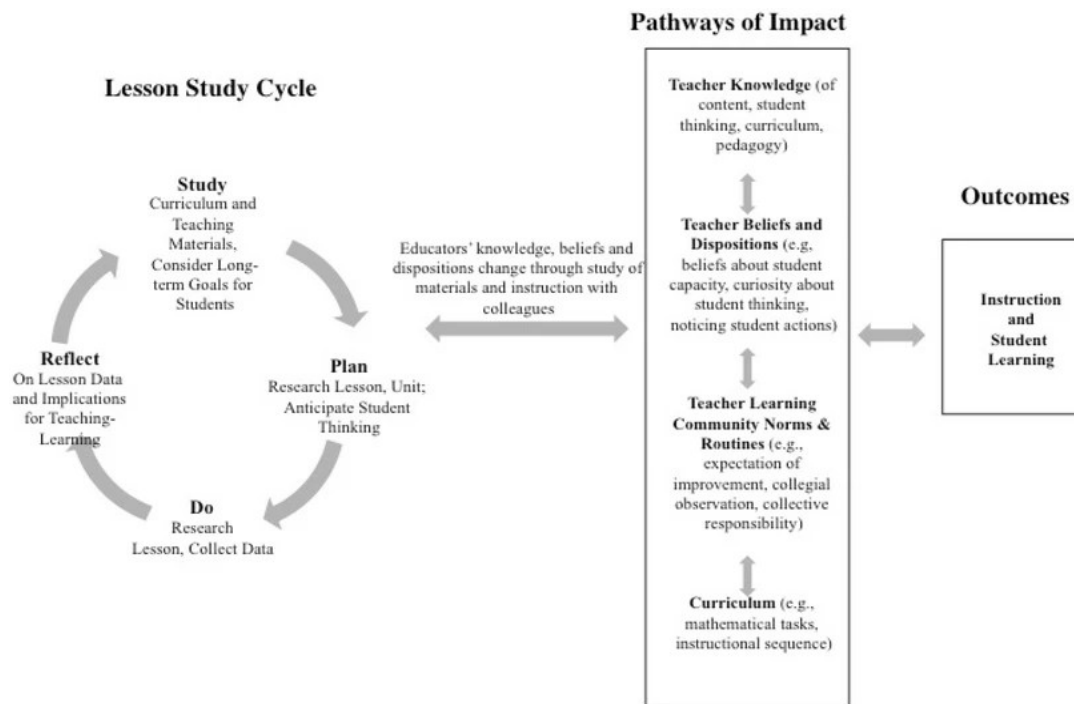 Lesson Study Cycle
Study
Curriculum and
Teaching
Materials,
Consider Long-
term Goals for
Students
Plan
Research Lesson, Unit;
Anticipate Student
Thinking
Do
Research
Lesson, Collect Data
Reflect
On Lesson Data
and Implications
for Teaching-
Learning
Educators' knowledge, beliefs and
dispositions change through study of
materials and instruction with
colleagues
Pathways of Impact
Teacher Knowledge (of
content, student
thinking, curriculum,
pedagogy)
Teacher Beliefs and
Dispositions (e.g,
beliefs about student
capacity, curiosity about
student thinking,
noticing student actions)
Teacher Learning
Community Norms &
Routines (e.g.,
expectation of
improvement, collegial
observation, collective
responsibility)
Curriculum (e.g.,
mathematical tasks,
instructional sequence)
Outcomes
Instruction
and
Student
Learning